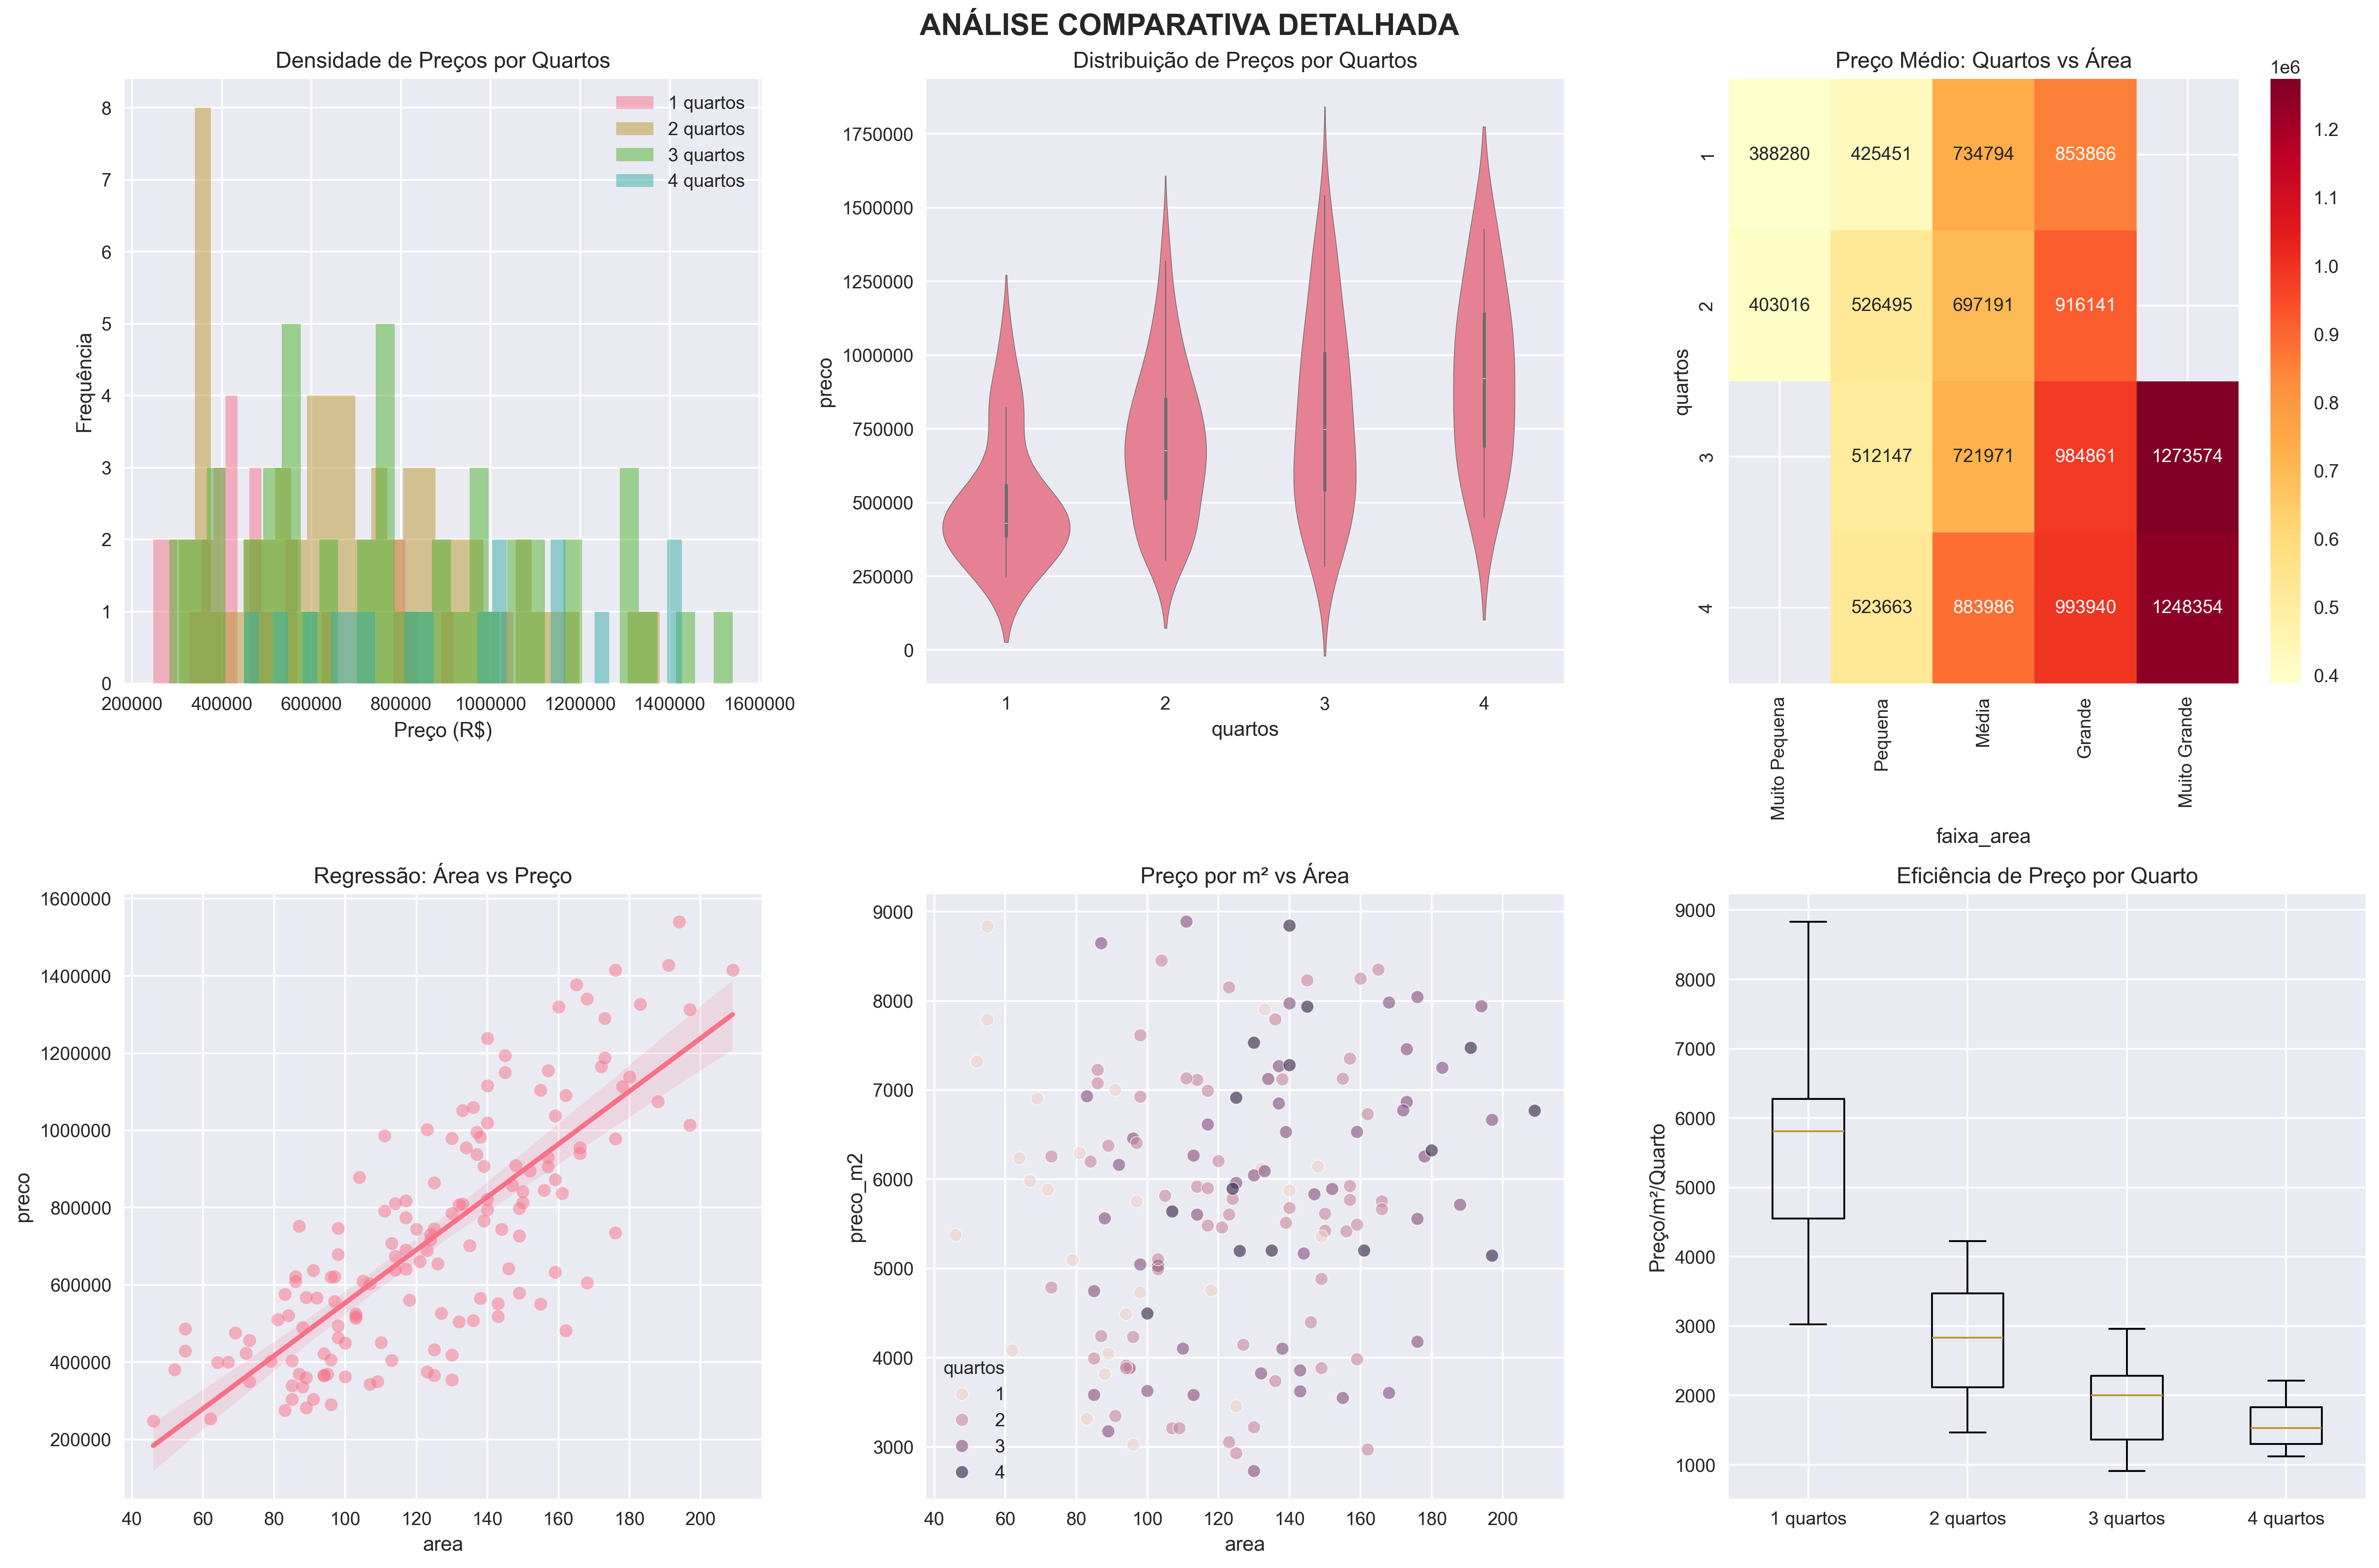 ANÁLISE COMPARATIVA DETALHADA
Densidade de Preços por Quartos
8
7
6
5
4
3
2
1
0
Frequência
200000 400000 600000 800000 1000000 1200000 1400000 1600000
Preço (R$)
1 quartos
2 quartos
3 quartos
4 quartos
Distribuição de Preços por Quartos
1750000
1500000
1250000
1000000
750000
500000
250000
0
preco
1 2 3 4
quartos
Preço Médio: Quartos vs Área
1
2
3
4
quartos
388280 425451 734794 853866
403016 526495 697191 916141
512147 721971 984861 1273574
523663 883986 993940 1248354
Muito Pequena
Pequena
Média
Grande
Muito Grande
faixa_area
1e6
1.2
1.1
1.0
0.9
0.8
0.7
0.6
0.5
0.4
Regressão: Área vs Preço
1600000
1400000
1200000
1000000
800000
600000
400000
200000
preco
40 60 80 100 120 140 160 180 200
area
Preço por m² vs Área
9000
8000
7000
6000
5000
4000
3000
preco_m2
quartos
1
2
3
4
40 60 80 100 120 140 160 180 200
area
Eficiência de Preço por Quarto
9000
8000
7000
6000
5000
4000
3000
2000
1000
Preço/m²/Quarto
1 quartos 2 quartos 3 quartos 4 quartos